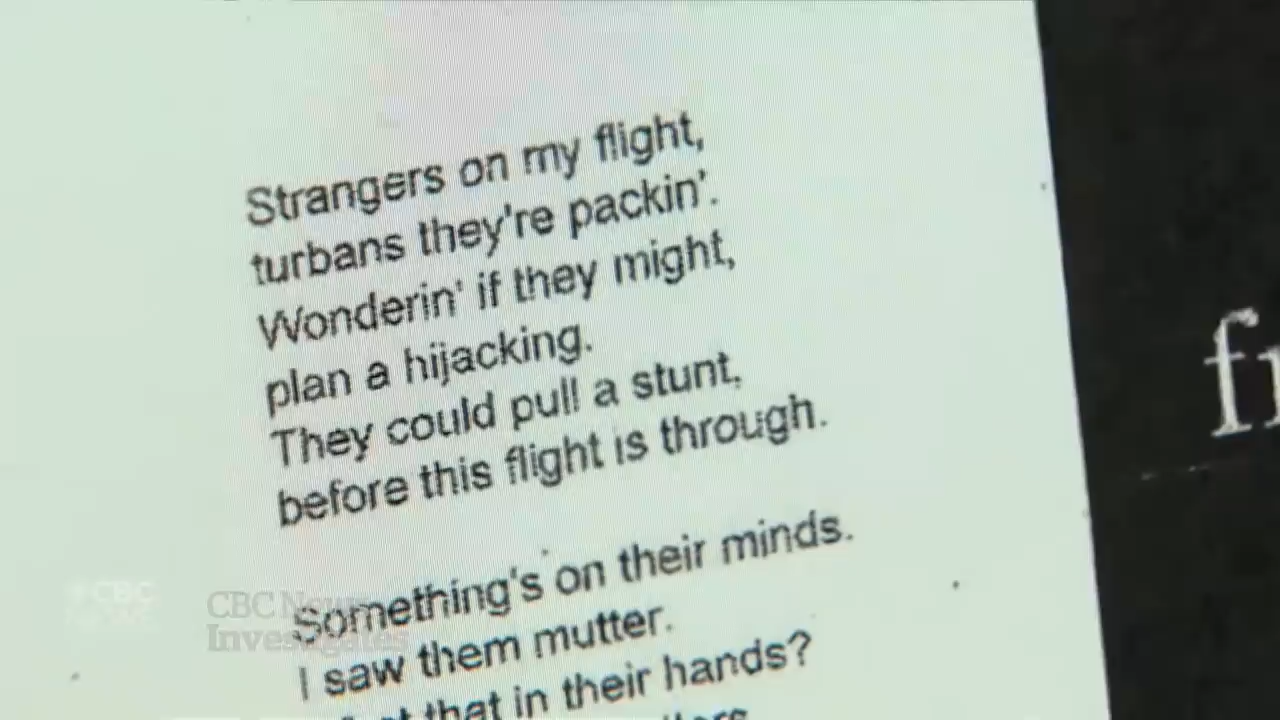 Strangers on my flight,
turbans they're packin'.
Wonderin' if they might,
plan a hijacking.
They could pull a stunt,
before this flight is through.
Something's on their minds.
I saw them mutter.
that in their hands?
CBC
CBC News
Investigates